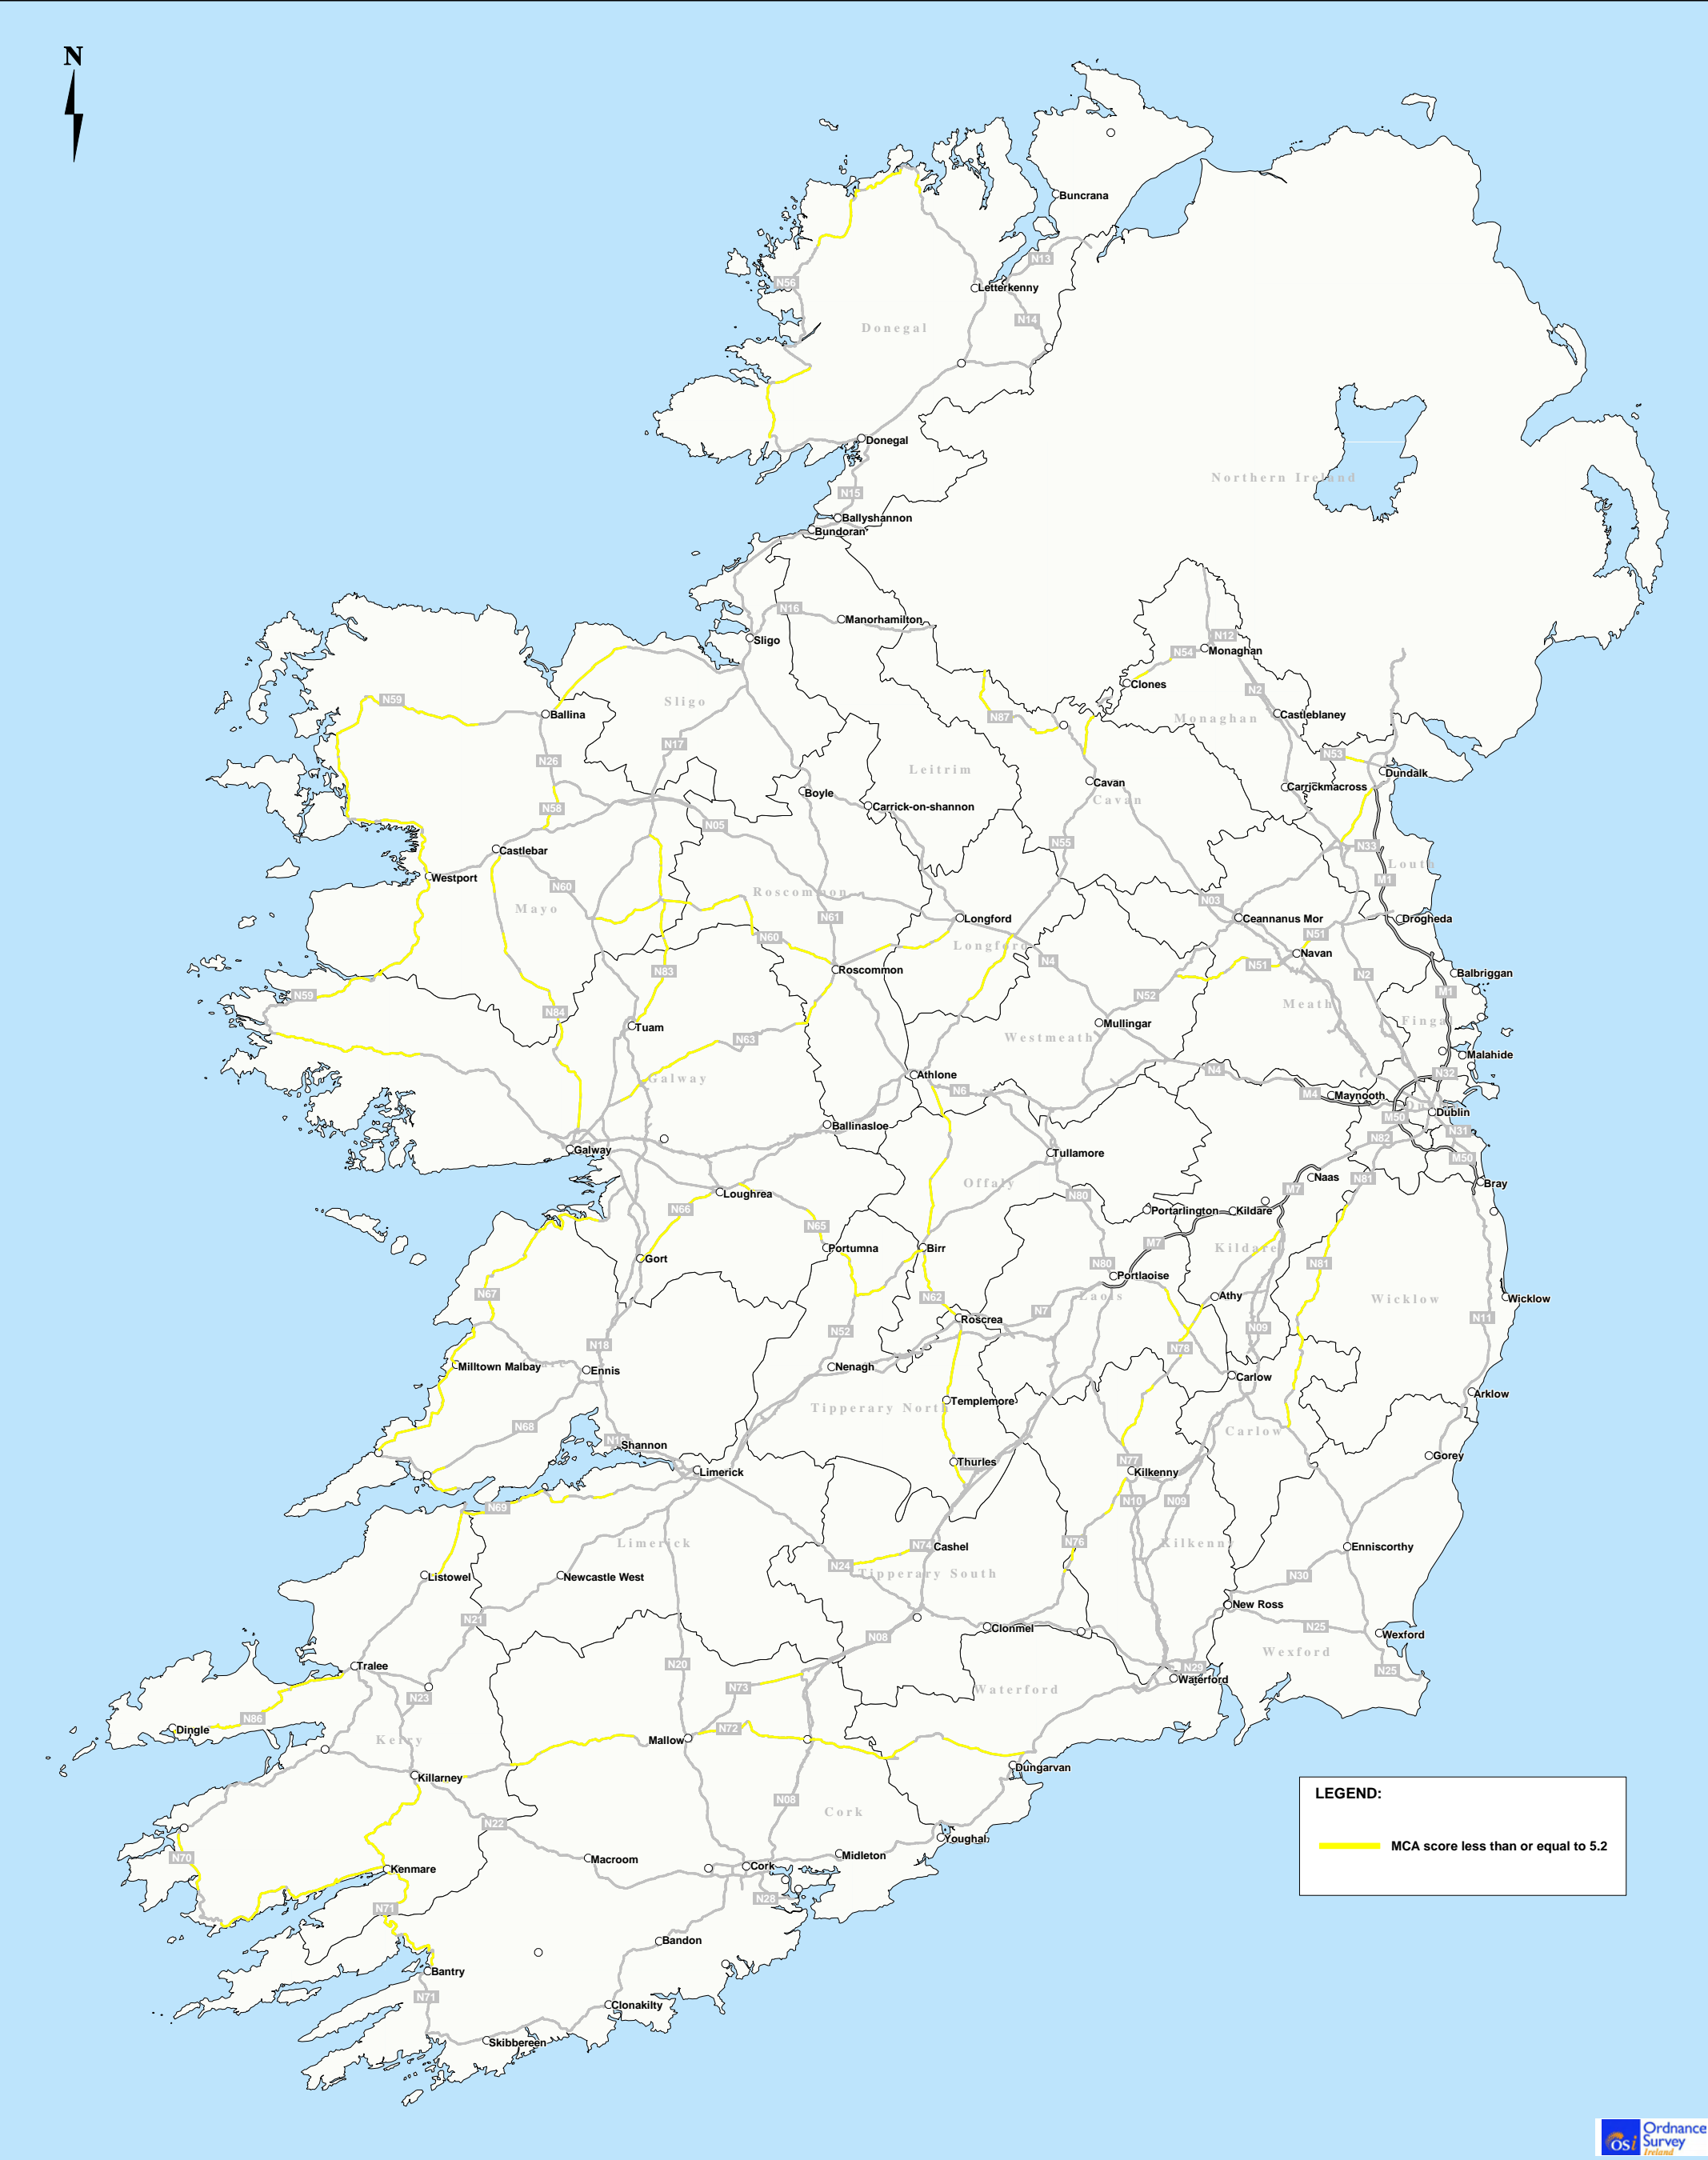 N
Buncrana
N13
N56
Letterkenny
N14
Donegal
Donegal
Northern Ireland
N15
Ballyshannon
Bundoran
N16
Manorhamilton
Sligo
N12
Monaghan
N54
Clones
N59
Sligo
N2
Ballina
N87
Castleblaney
Monaghan
N17
N53
N26
Leitrim
Dundalk
Cavan
Carrickmacross
Boyle
Cavan
N58
Carrick-on-shannon
N05
N55
N33
Castlebar
Louth
Westport
N60
M1
Roscommon
N03
Mayo
N61
Longford
Ceannanus Mor
Drogheda
N60
N51
Longford
Navan
N4
N51
N83
Roscommon
Balbriggan
N2
N59
N52
M1
Meath
N84
Fingal
Tuam
Mullingar
N63
Westmeath
Malahide
N4
N32
Galway
Athlone
N6
M4
Maynooth
Dublin
M50
Ballinasloe
N31
N82
Galway
Tullamore
M50
Naas
N81
Offaly
Bray
M7
Loughrea
N80
N66
Portarlington
Kildare
N65
M7
Portumna
Birr
Kildare
Gort
N80
N81
Portlaoise
N67
N62
Laois
Athy
Wicklow
Wicklow
N7
Roscrea
N11
N52
N09
N18
N78
Milltown Malbay
Nenagh
Ennis
Carlow
Arklow
Templemore
Tipperary North
N68
Carlow
N19
Shannon
Gorey
N77
Thurles
Limerick
Kilkenny
N69
N10
N09
Limerick
N74
Cashel
N76
Kilkenny
Enniscorthy
N24
Tipperary South
Listowel
Newcastle West
N30
New Ross
N21
Clonmel
N25
N08
Wexford
Wexford
Tralee
N20
N29
N25
N23
N73
Waterford
Waterford
N86
Dingle
N72
Kerry
Mallow
Dungarvan
Killarney
LEGEND:
N08
Cork
N22
Youghal
MCA score less than or equal to 5.2
N70
Macroom
Midleton
Kenmare
Cork
N28
N71
Bandon
Bantry
N71
Clonakilty
Skibbereen
Ordnance
osi Survey
Ireland